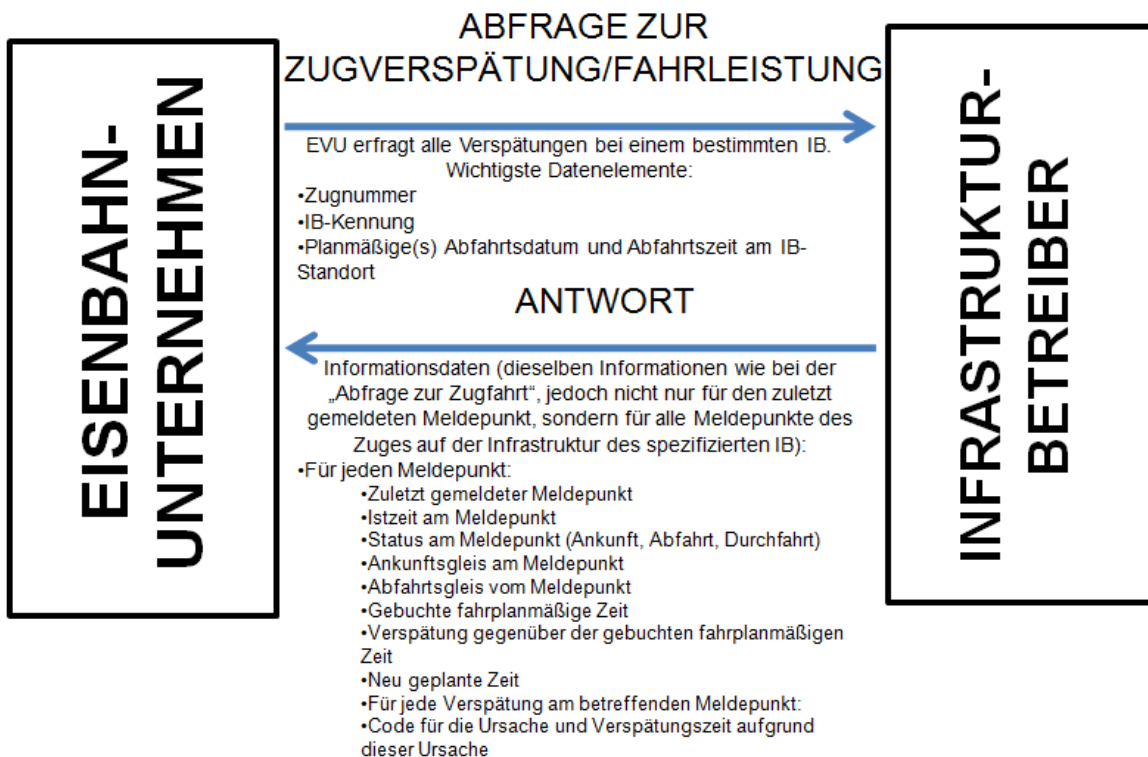 EISENBAHN-
UNTERNEHMEN
ABFRAGE ZUR
ZUGVERSPÄTUNG/FAHRLEISTUNG
EVU erfragt alle Verspätungen bei einem bestimmten IB.
Wichtigste Datenelemente:
•Zugnummer
•IB-Kennung
•Planmäßige(s) Abfahrtsdatum und Abfahrtszeit am IB-
Standort
ANTWORT
Informationsdaten (dieselben Informationen wie bei der
„Abfrage zur Zugfahrt“, jedoch nicht nur für den zuletzt
gemeldeten Meldepunkt, sondern für alle Meldepunkte des
Zuges auf der Infrastruktur des spezifizierten IB):
•Für jeden Meldepunkt:
•Zuletzt gemeldeter Meldepunkt
•Istzeit am Meldepunkt
•Status am Meldepunkt (Ankunft, Abfahrt, Durchfahrt)
•Ankunftsgleis am Meldepunkt
•Abfahrtsgleis vom Meldepunkt
•Gebuchte fahrplanmäßige Zeit
•Verspätung gegenüber der gebuchten fahrplanmäßigen
Zeit
•Neu geplante Zeit
•Für jede Verspätung am betreffenden Meldepunkt:
•Code für die Ursache und Verspätungszeit aufgrund
dieser Ursache
INFRASTRUKTUR-
BETREIBER